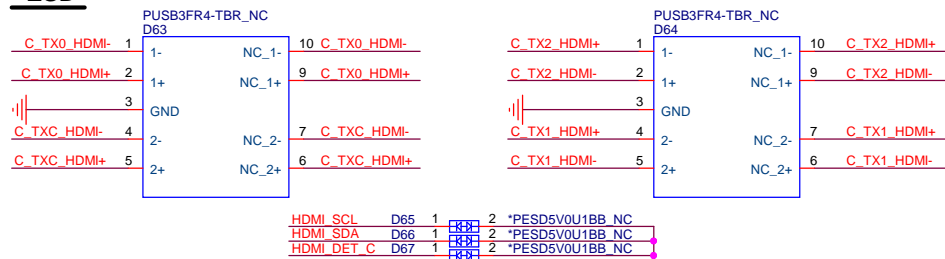 PUSB3FR4-TBR_NC
D63
C_TX0_HDMI- 1 1- NC_1- 10 C_TX0_HDMI-
C_TX0_HDMI+ 2 1+ NC_1+ 9 C_TX0_HDMI+
3 GND
C_TXC_HDMI- 4 2- NC_2- 7 C_TXC_HDMI-
C_TXC_HDMI+ 5 2+ NC_2+ 6 C_TXC_HDMI+
PUSB3FR4-TBR_NC
D64
C_TX2_HDMI+ 1 1- NC_1- 10 C_TX2_HDMI+
C_TX2_HDMI- 2 1+ NC_1+ 9 C_TX2_HDMI-
3 GND
C_TX1_HDMI+ 4 2- NC_2- 7 C_TX1_HDMI+
C_TX1_HDMI- 5 2+ NC_2+ 6 C_TX1_HDMI-
HDMI_SCL D65 1 2 *PESD5V0U1BB_NC
HDMI_SDA D66 1 2 *PESD5V0U1BB_NC
HDMI_DET_C D67 1 2 *PESD5V0U1BB_NC